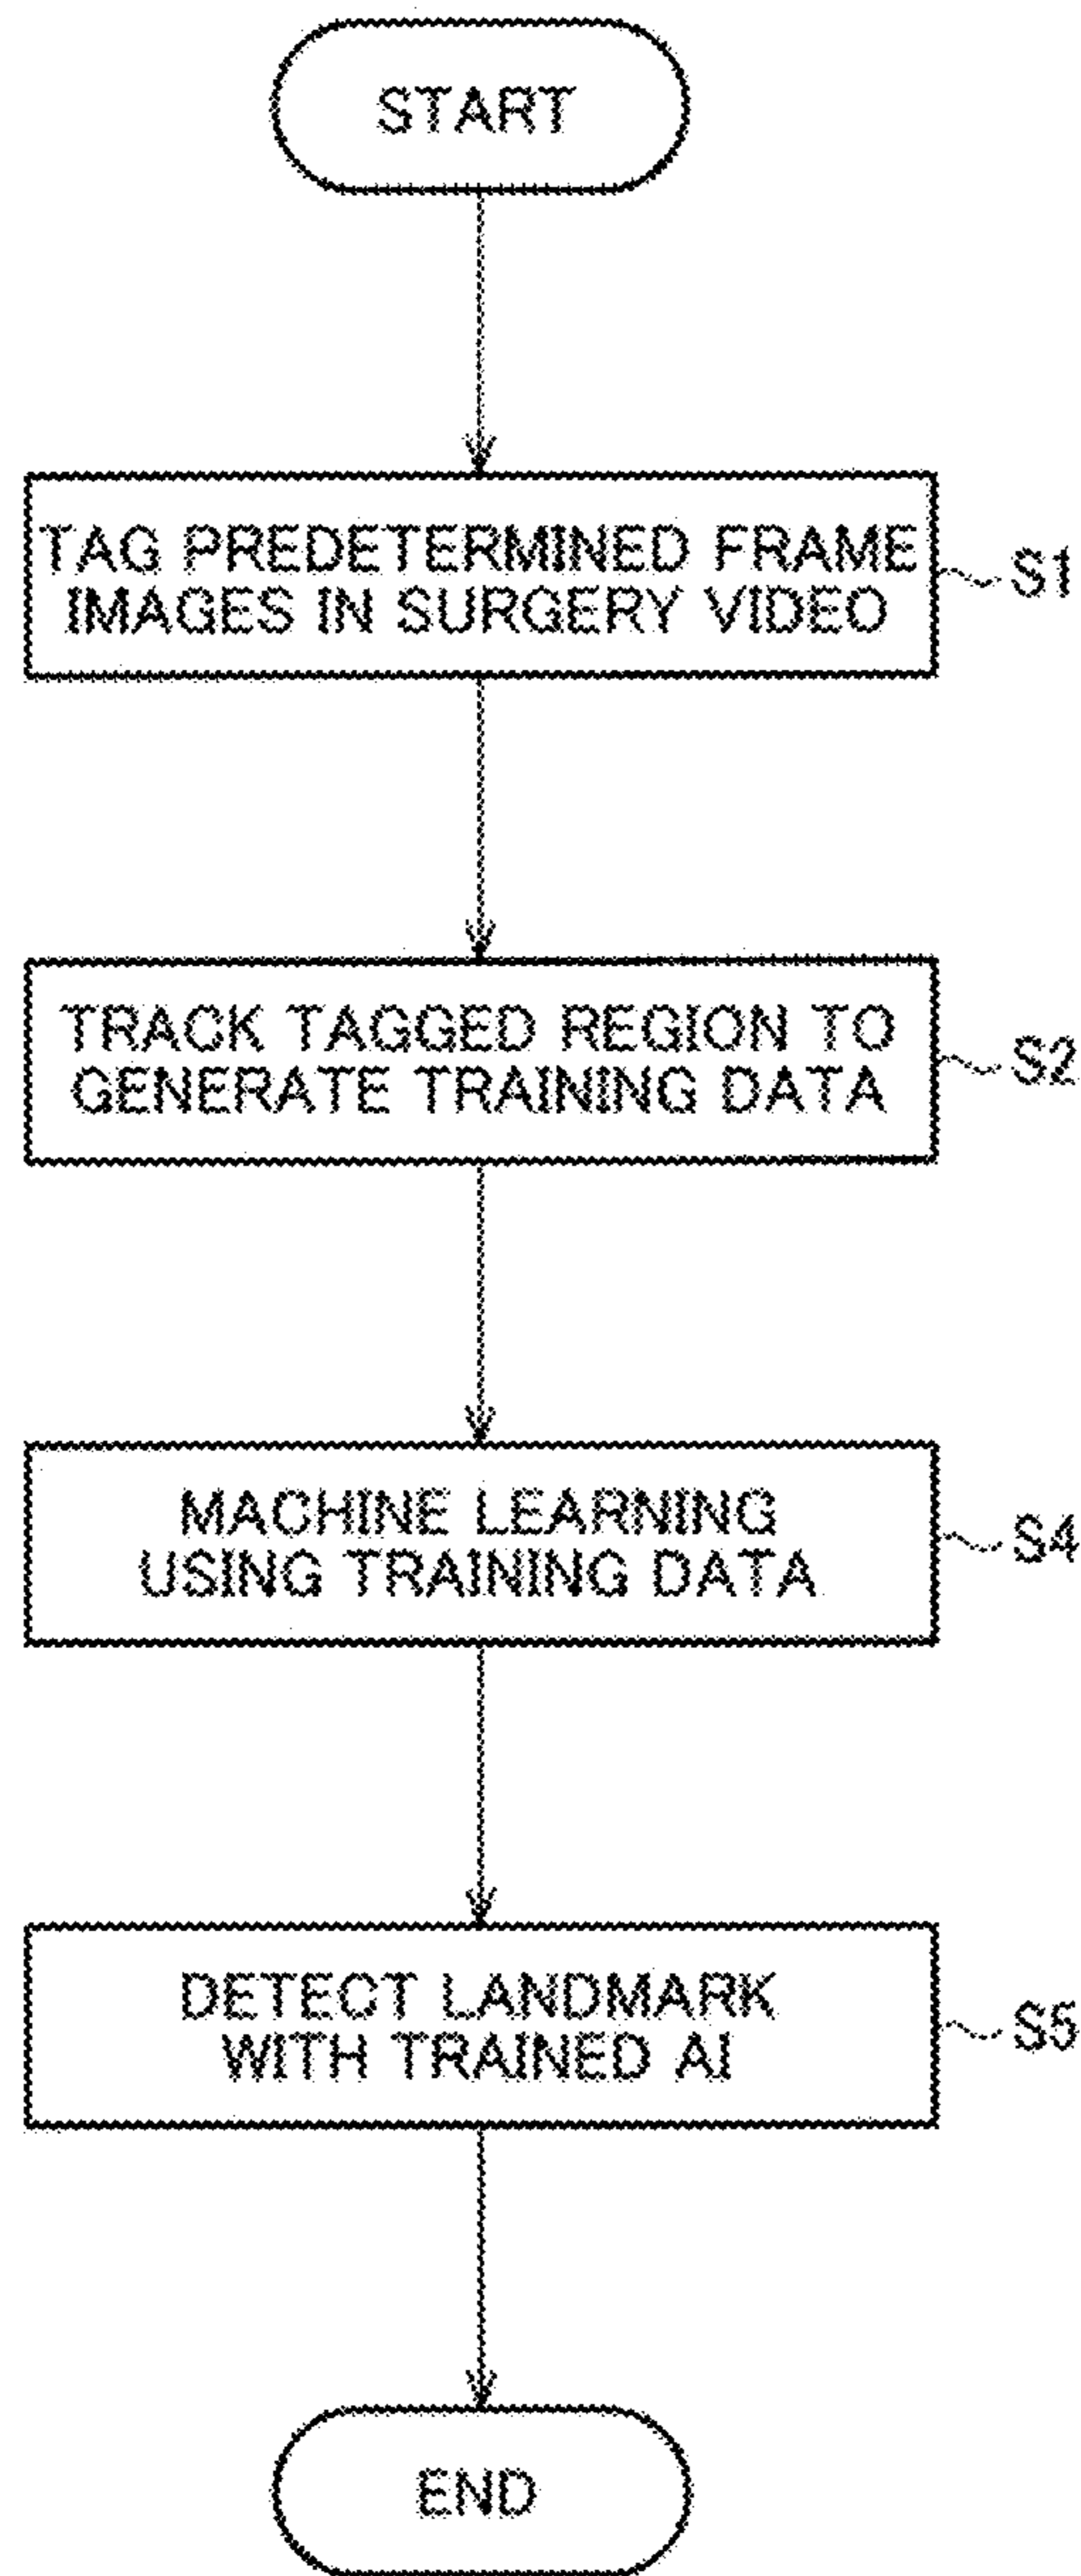 START
TAG PREDETERMINED FRAME
IMAGES IN SURGERY VIDEO
S1
TRACK TAGGED REGION TO
GENERATE TRAINING DATA
S2
MACHINE LEARNING
USING TRAINING DATA
S4
DETECT LANDMARK
WITH TRAINED AI
S5
END